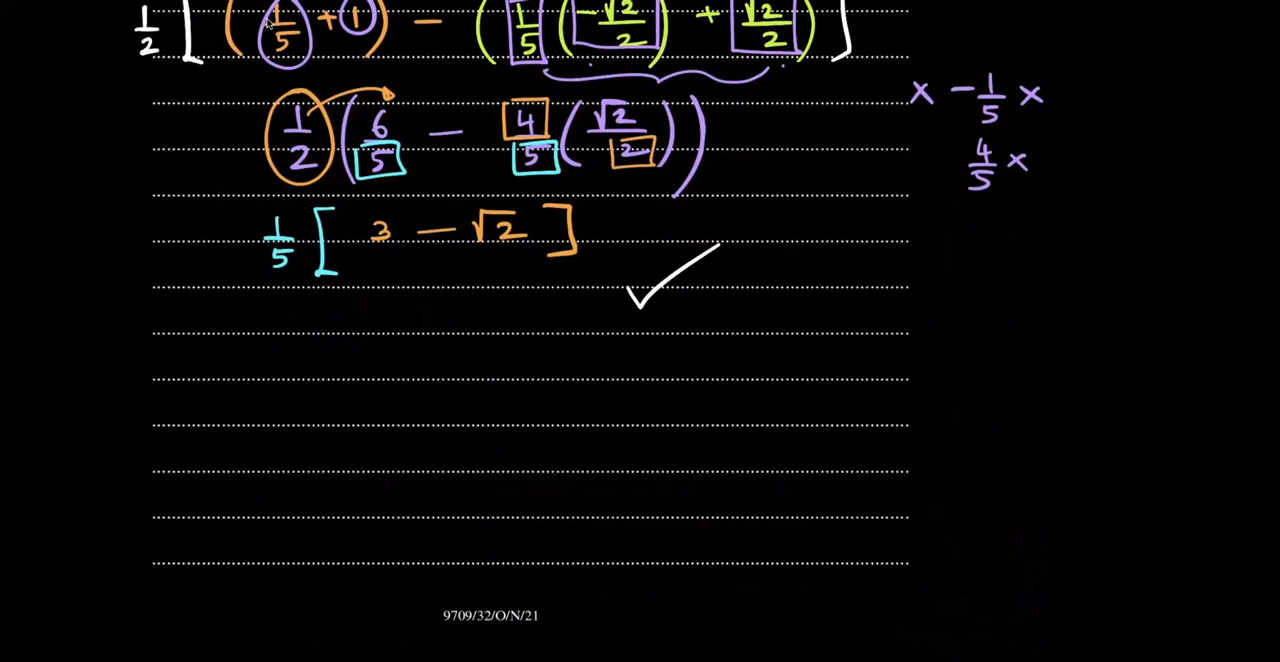 1/2 [ (1/5 + 1) − (1/5 (−√2/2) + √2/2) ]
x − 1/5 x
1/2 (6/5 − 4/5 (√2/2))
4/5 x
1/5 [ 3 − √2 ]
9709/32/O/N/21